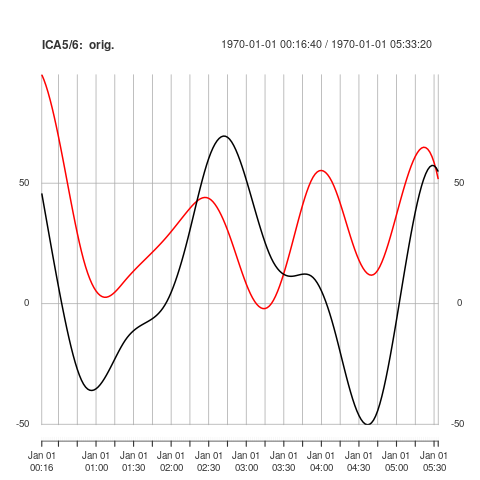 ICA5/6: orig. 1970-01-01 00:16:40 / 1970-01-01 05:33:20
50 50
0 0
-50 -50
Jan 01 Jan 01 Jan 01 Jan 01 Jan 01 Jan 01 Jan 01 Jan 01 Jan 01 Jan 01 Jan 01
00:16 01:00 01:30 02:00 02:30 03:00 03:30 04:00 04:30 05:00 05:30